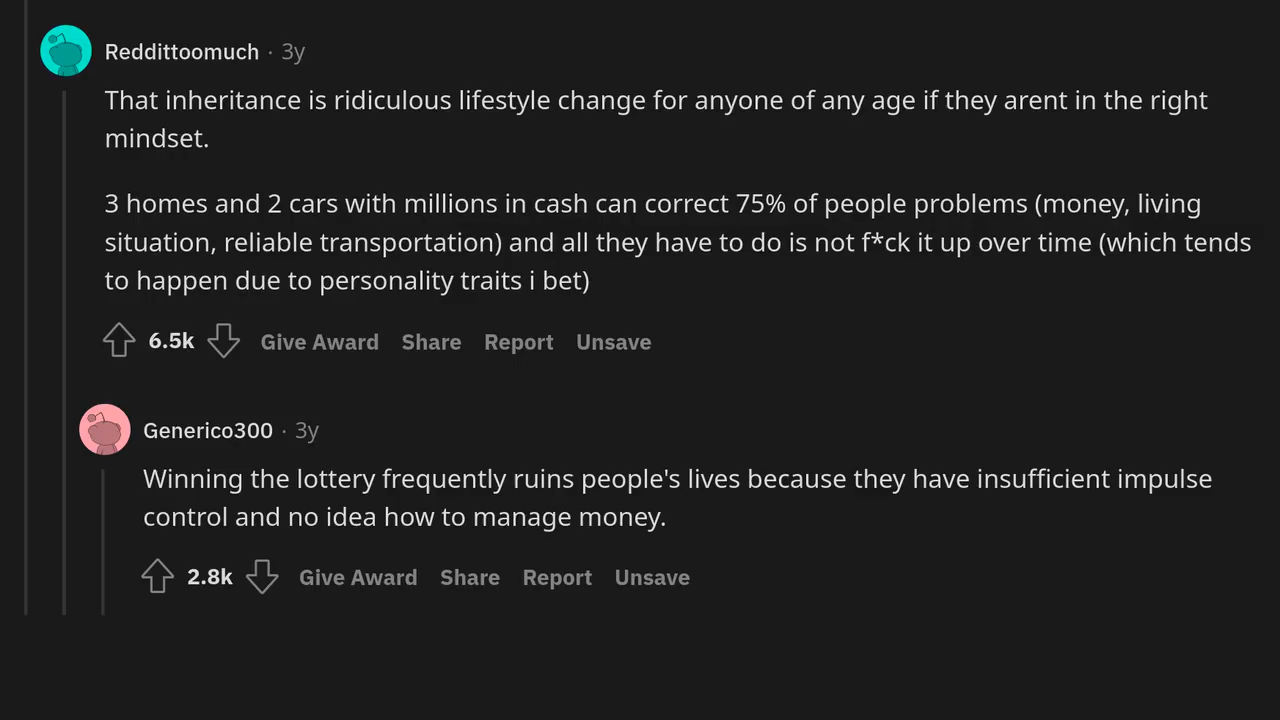 Reddittoomuch · 3y
That inheritance is ridiculous lifestyle change for anyone of any age if they arent in the right
mindset.
3 homes and 2 cars with millions in cash can correct 75% of people problems (money, living
situation, reliable transportation) and all they have to do is not f*ck it up over time (which tends
to happen due to personality traits i bet)
6.5k Give Award Share Report Unsave
Generico300 · 3y
Winning the lottery frequently ruins people's lives because they have insufficient impulse
control and no idea how to manage money.
2.8k Give Award Share Report Unsave